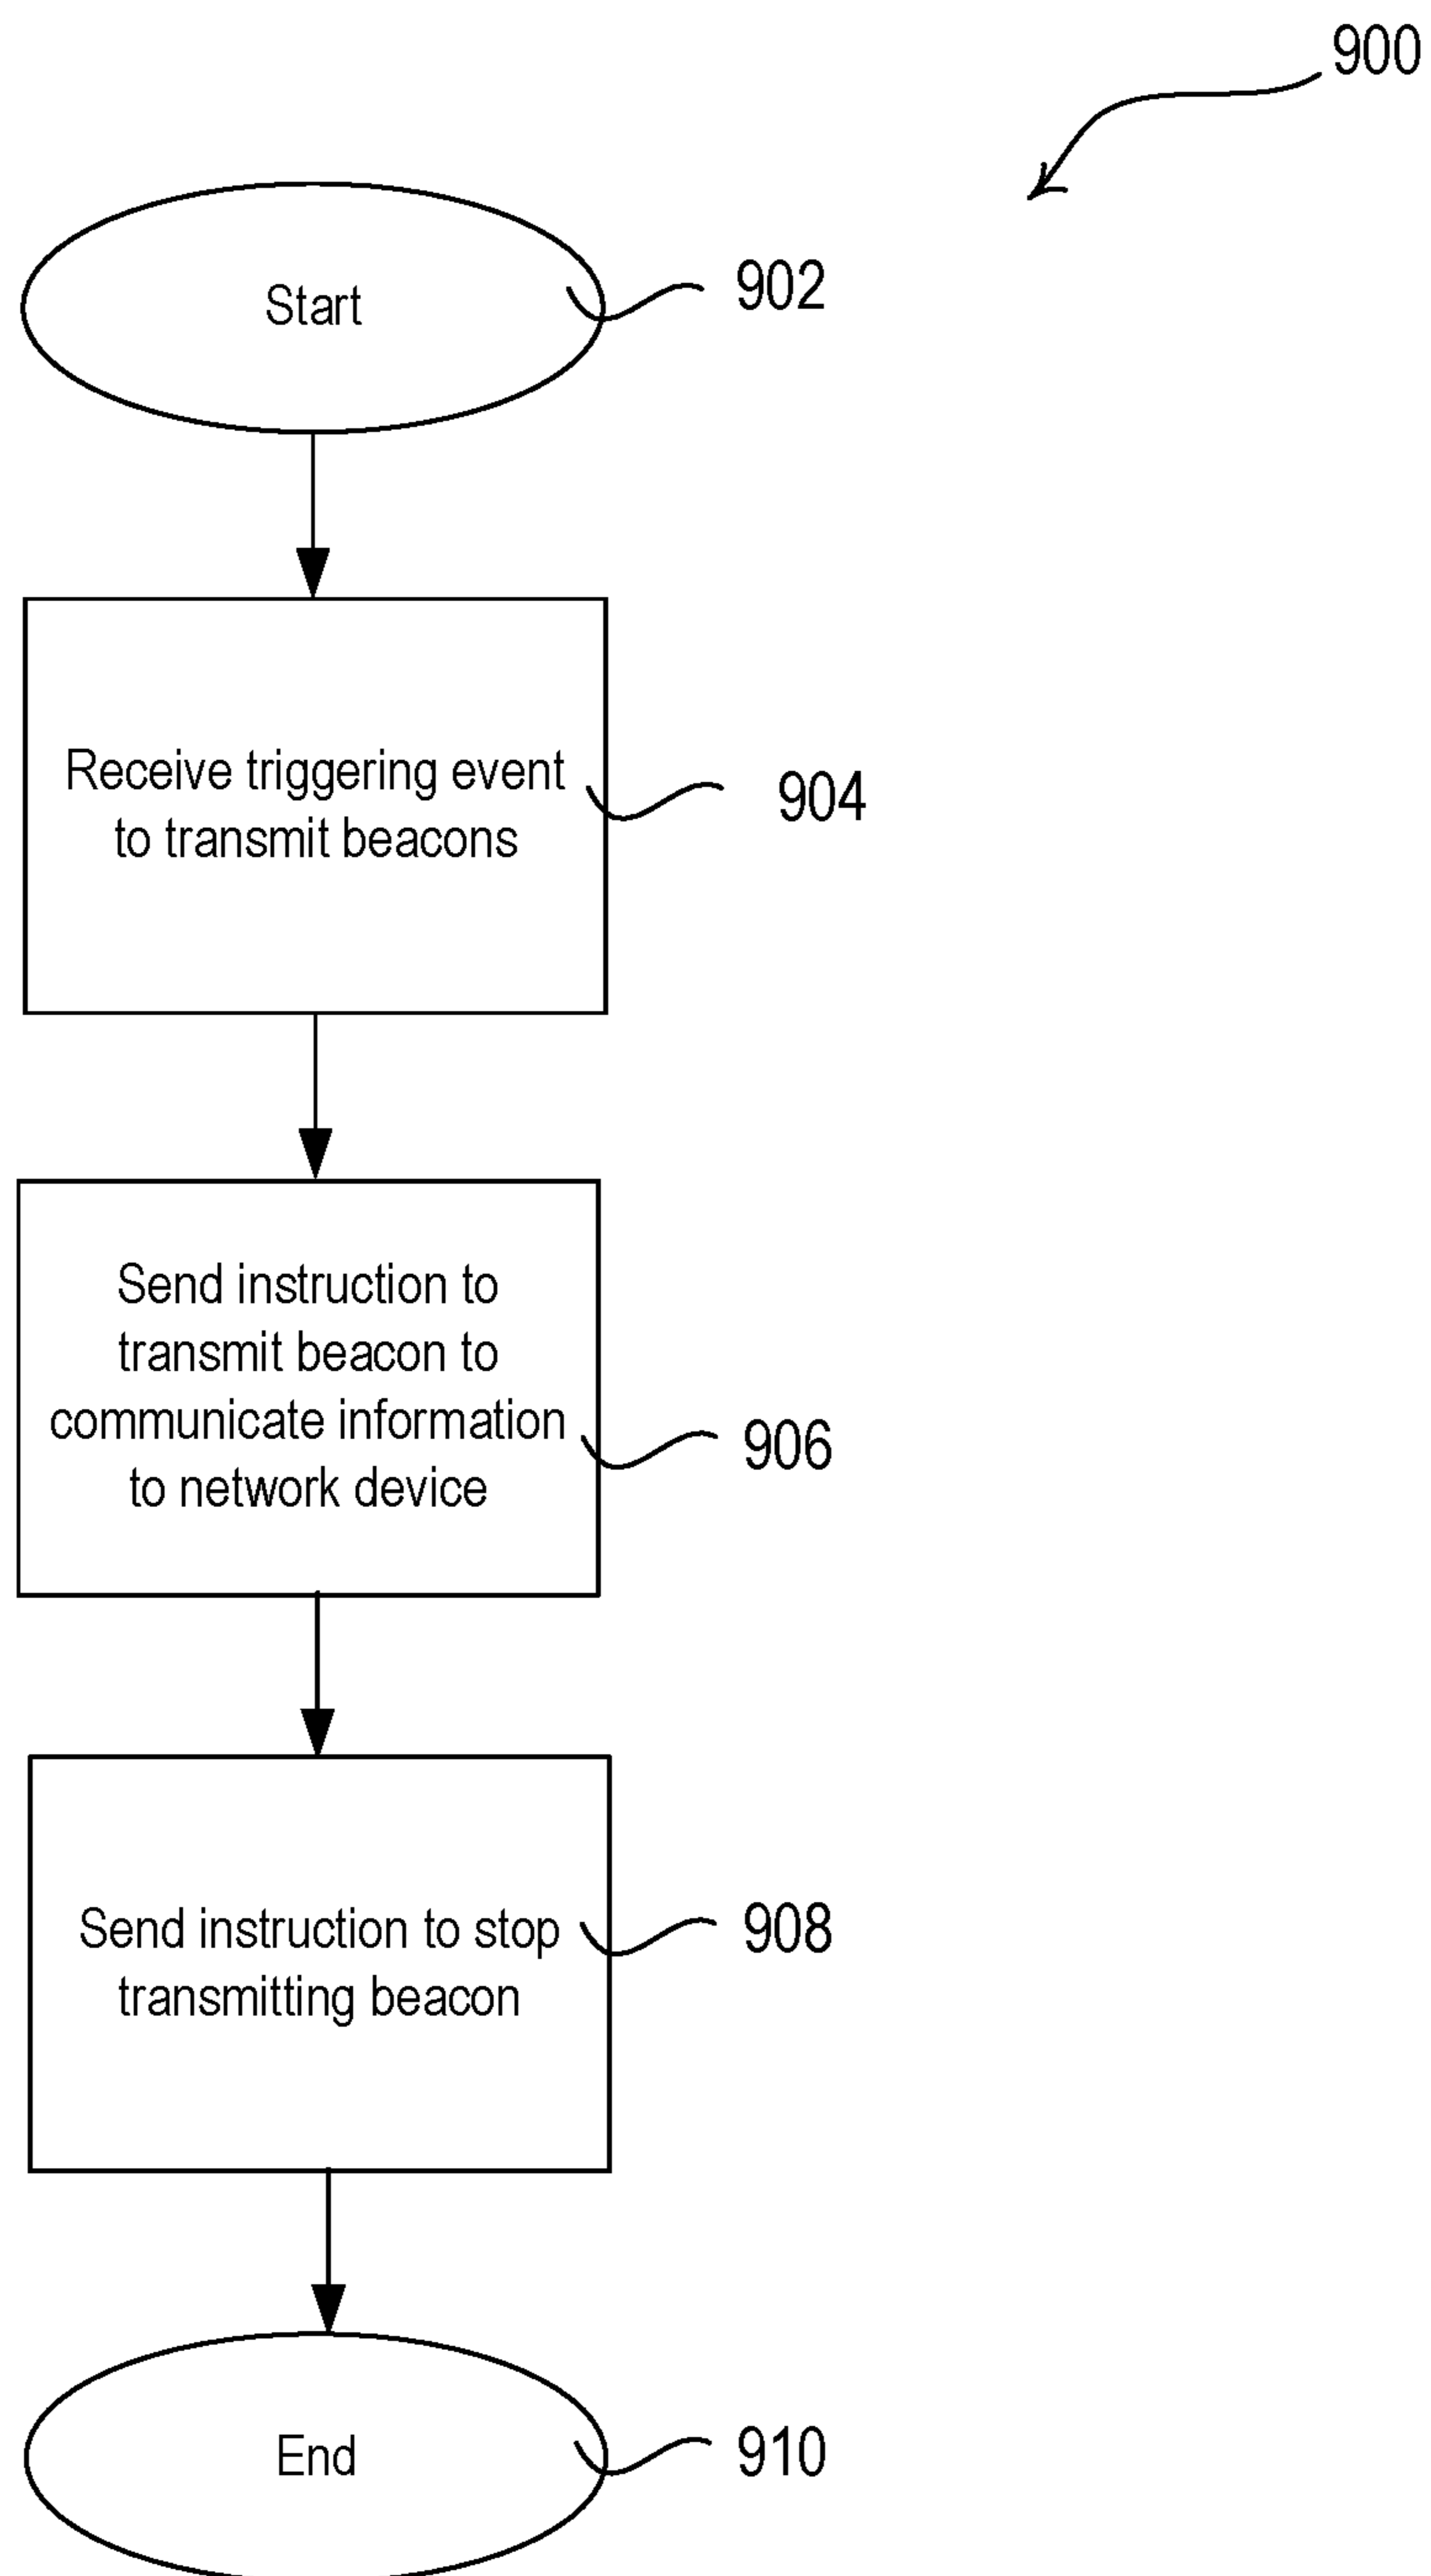 900
Start
902
Receive triggering event
to transmit beacons
904
Send instruction to
transmit beacon to
communicate information
to network device
906
Send instruction to stop
transmitting beacon
908
End
910